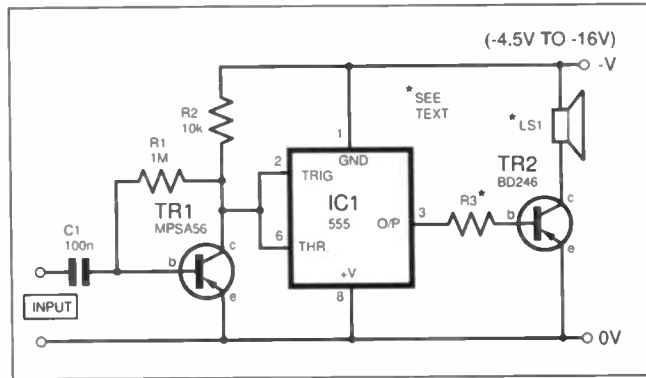 (-4.5V TO -16V)
-V
*SEE
TEXT
R2
10k
*LS1
R1
1M
1
GND
2
TRIG
TR2
BD246
TR1
MPSA56
IC1
555
O/P
3
R3*
b
c
e
C1
100n
6
THR
b
c
e
+V
8
INPUT
0V